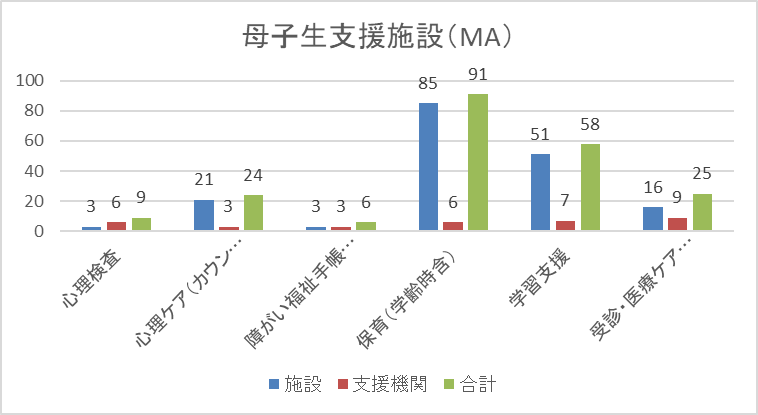 母子生支援施設（MA）
100
80
60
40
20
0
3 6 9
21 3 24
3 3 6
85 6 91
51 7 58
16 9 25
心理検査
心理ケア（カウン…
障がい福祉手帳…
保育（学齢時含）
学習支援
受診・医療ケア…
施設 支援機関 合計